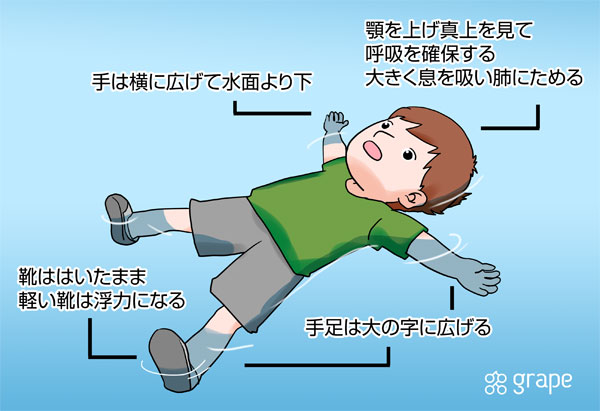 顎を上げ真上を見て
呼吸を確保する
大きく息を吸い肺にためる
手は横に広げて水面より下
靴ははいたまま
軽い靴は浮力になる
手足は大の字に広げる
grape